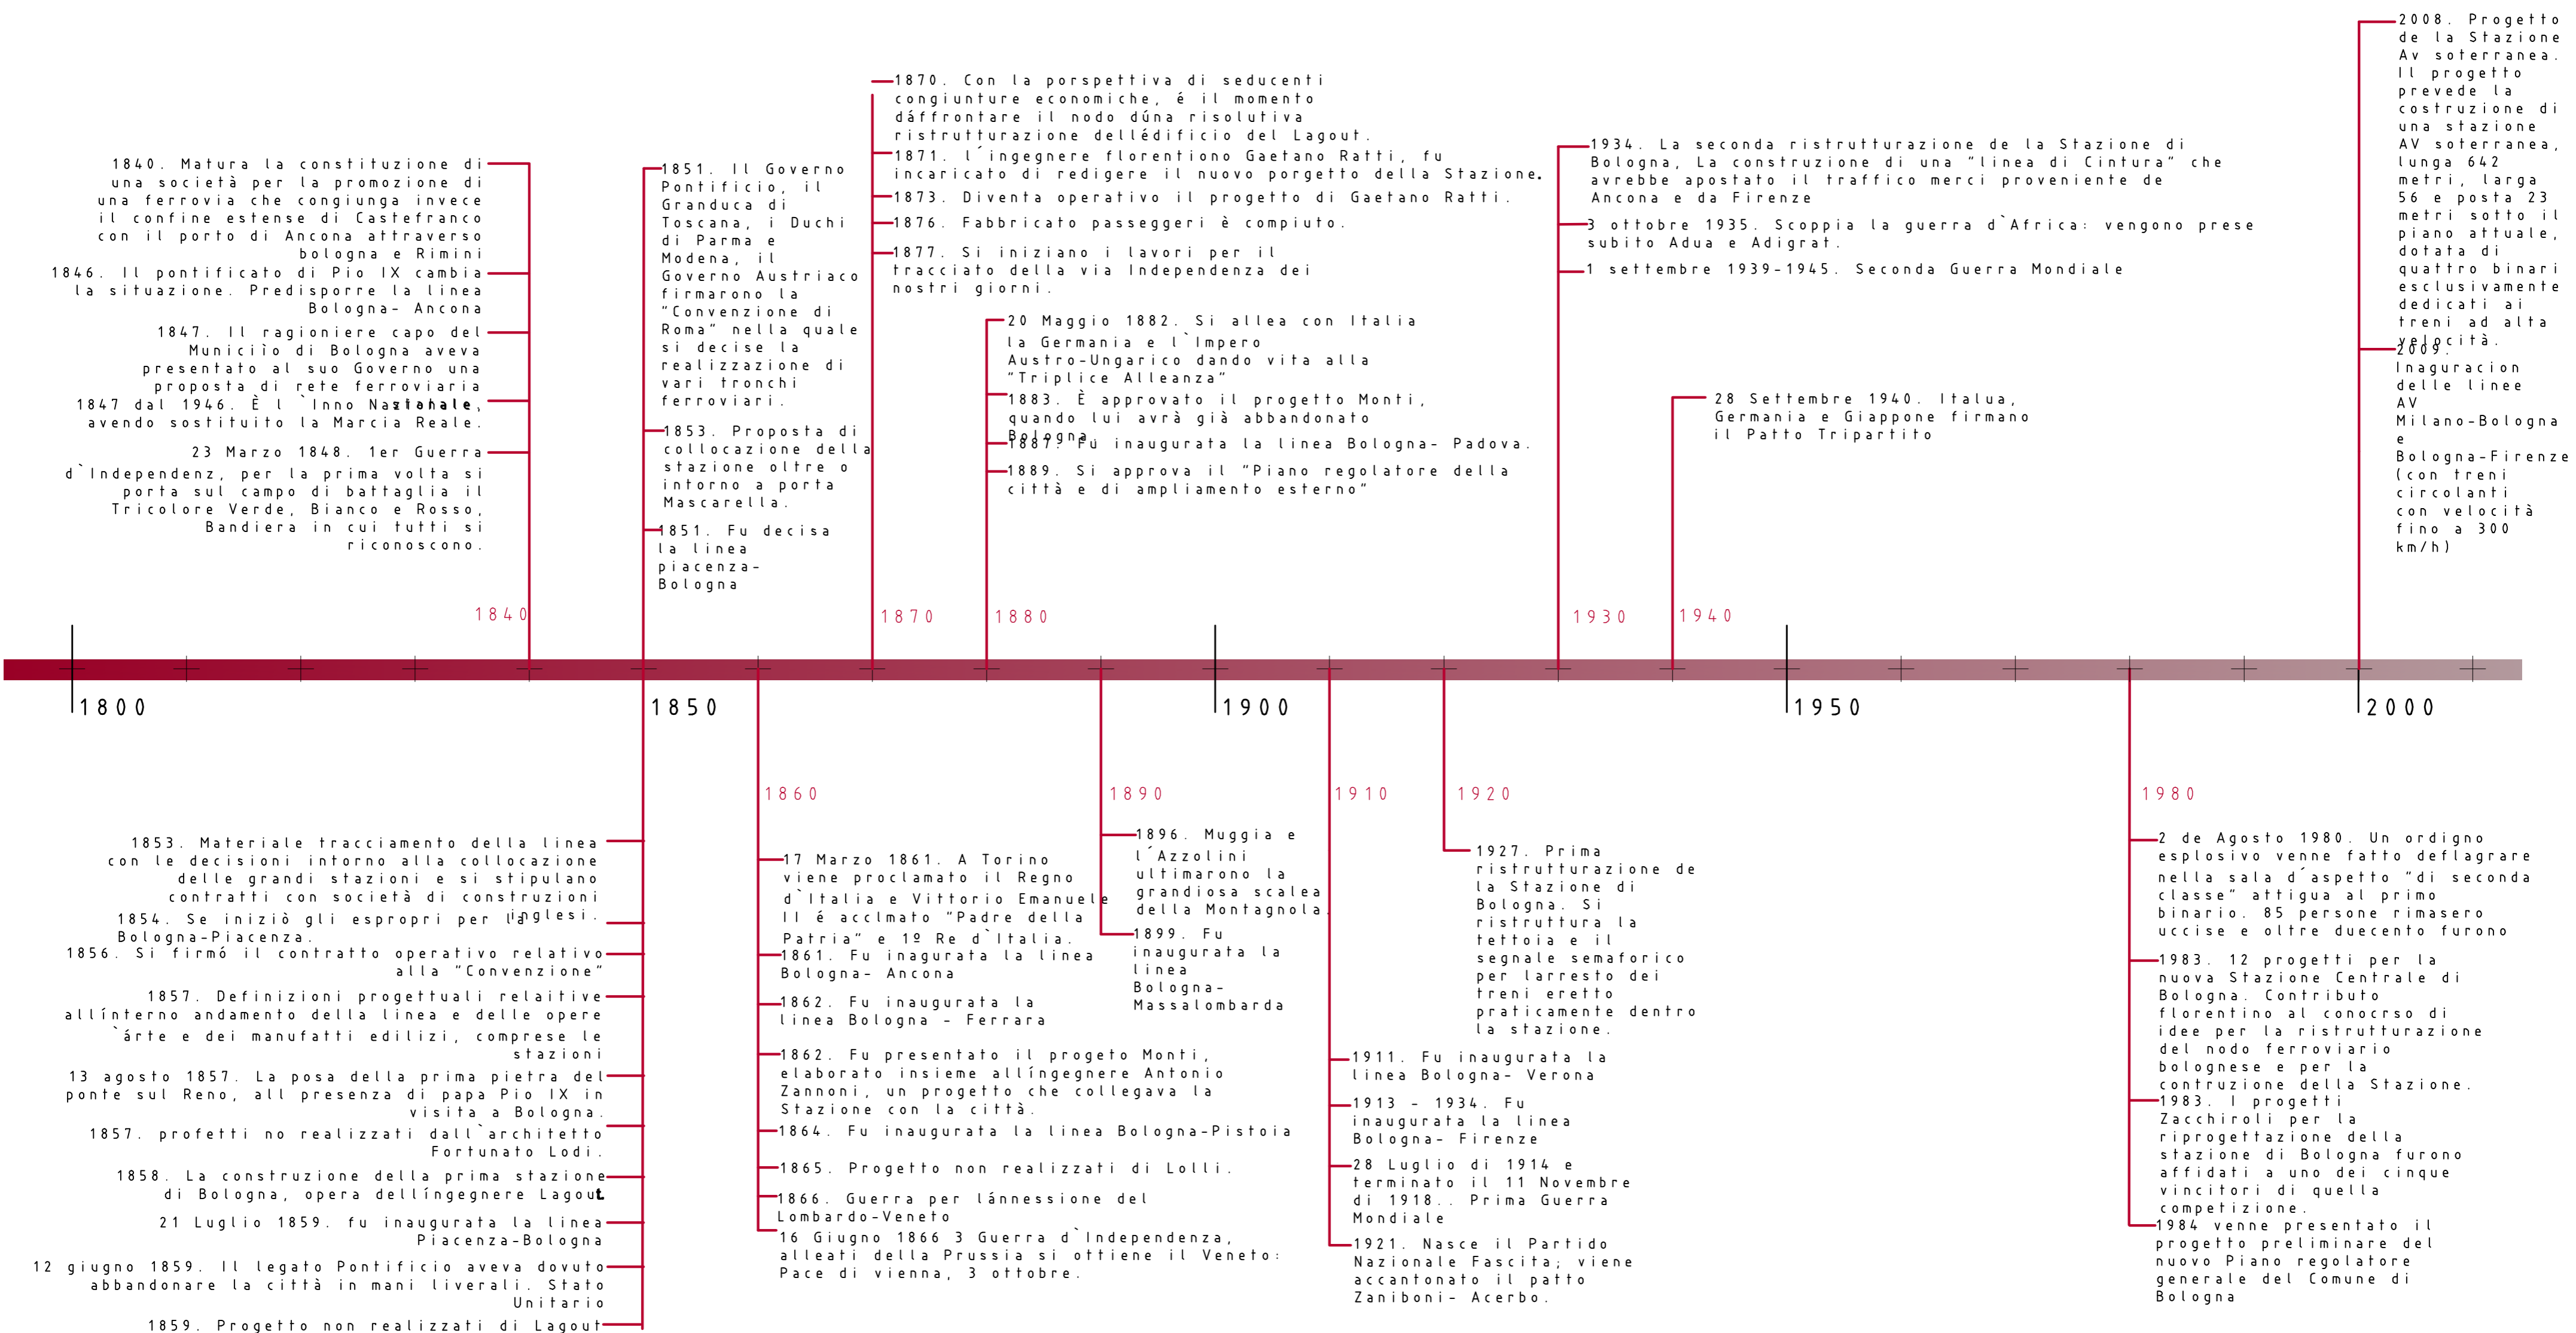 1840. Matura la constituzione di
una società per la promozione di
una ferrovia che congiunga invece
il confine estense di Castefranco
con il porto di Ancona attraverso
bologna e Rimini
1846. Il pontificato di Pio IX cambia
la situazione. Predisporre la linea
Bologna- Ancona
1847. Il ragioniere capo del
Municiìo di Bologna aveva
presentato al suo Governo una
proposta di rete ferroviaria
1847 dal 1946. È l`Inno Nazionale,
avendo sostituito la Marcia Reale.
23 Marzo 1848. 1er Guerra
d`Independenz, per la prima volta si
porta sul campo di battaglia il
Tricolore Verde, Bianco e Rosso,
Bandiera in cui tutti si
riconoscono.
1840
1851. Il Governo
Pontificio, il
Granduca di
Toscana, i Duchi
di Parma e
Modena, il
Governo Austriaco
firmarono la
"Convenzione di
Roma" nella quale
si decise la
realizzazione di
vari tronchi
ferroviari.
1853. Proposta di
collocazione della
stazione oltre o
intorno a porta
Mascarella.
1851. Fu decisa
la linea
piacenza-
Bologna
1870. Con la porspettiva di seducenti
congiunture economiche, é il momento
dáffrontare il nodo dúna risolutiva
ristrutturazione dellédificio del Lagout.
1871. l´ingegnere florentiono Gaetano Ratti, fu
incaricato di redigere il nuovo porgetto della Stazione.
1873. Diventa operativo il progetto di Gaetano Ratti.
1876. Fabbricato passeggeri è compiuto.
1877. Si iniziano i lavori per il
tracciato della via Independenza dei
nostri giorni.
1870
20 Maggio 1882. Si allea con Italia
la Germania e l`Impero
Austro-Ungarico dando vita alla
"Triplice Alleanza"
1883. È approvato il progetto Monti,
quando lui avrà già abbandonato
Bologna.
1887. Fu inaugurata la linea Bologna- Padova.
1889. Si approva il "Piano regolatore della
città e di ampliamento esterno"
1880
1934. La seconda ristrutturazione de la Stazione di
Bologna, La construzione di una "linea di Cintura" che
avrebbe apostato il traffico merci proveniente de
Ancona e da Firenze
3 ottobre 1935. Scoppia la guerra d`Africa: vengono prese
subito Adua e Adigrat.
1 settembre 1939-1945. Seconda Guerra Mondiale
1930
28 Settembre 1940. Italua,
Germania e Giappone firmano
il Patto Tripartito
1940
2008. Progetto
de la Stazione
Av soterranea.
Il progetto
prevede la
costruzione di
una stazione
AV soterranea,
lunga 642
metri, larga
56 e posta 23
metri sotto il
piano attuale,
dotata di
quattro binari
esclusivamente
dedicati ai
treni ad alta
velocità.
2009.
Inaguracion
delle linee
AV
Milano-Bologna
e
Bologna-Firenze
(con treni
circolanti
con velocità
fino a 300
km/h)
1800
1850
1900
1950
2000
1853. Materiale tracciamento della linea
con le decisioni intorno alla collocazione
delle grandi stazioni e si stipulano
contratti con società di construzioni
inglesi.
1854. Se iniziò gli espropri per la
Bologna-Piacenza.
1856. Si firmó il contratto operativo relativo
alla "Convenzione"
1857. Definizioni progettuali relaitive
allínterno andamento della linea e delle opere
`árte e dei manufatti edilizi, comprese le
stazioni
13 agosto 1857. La posa della prima pietra del
ponte sul Reno, all presenza di papa Pio IX in
visita a Bologna.
1857. profetti no realizzati dall`architetto
Fortunato Lodi.
1858. La construzione della prima stazione
di Bologna, opera dellíngegnere Lagout
21 Luglio 1859. fu inaugurata la linea
Piacenza-Bologna
12 giugno 1859. Il legato Pontificio aveva dovuto
abbandonare la città in mani liverali. Stato
Unitario
1859. Progetto non realizzati di Lagout
1860
17 Marzo 1861. A Torino
viene proclamato il Regno
d`Italia e Vittorio Emanuele
II é acclmato "Padre della
Patria" e 1º Re d`Italia.
1861. Fu inagurata la linea
Bologna- Ancona
1862. Fu inaugurata la
linea Bologna - Ferrara
1862. Fu presentato il progeto Monti,
elaborato insieme allíngegnere Antonio
Zannoni, un progetto che collegava la
Stazione con la città.
1864. Fu inaugurata la linea Bologna-Pistoia
1865. Progetto non realizzati di Lolli.
1866. Guerra per lánnessione del
Lombardo-Veneto
16 Giugno 1866 3 Guerra d`Independenza,
alleati della Prussia si ottiene il Veneto:
Pace di vienna, 3 ottobre.
1890
1896. Muggia e
l´Azzolini
ultimarono la
grandiosa scalea
della Montagnola.
1899. Fu
inaugurata la
linea
Bologna-
Massalombarda
1910
1911. Fu inaugurata la
linea Bologna- Verona
1913 - 1934. Fu
inaugurata la linea
Bologna- Firenze
28 Luglio di 1914 e
terminato il 11 Novembre
di 1918.. Prima Guerra
Mondiale
1921. Nasce il Partido
Nazionale Fascita; viene
accantonato il patto
Zaniboni- Acerbo.
1920
1927. Prima
ristrutturazione de
la Stazione di
Bologna. Si
ristruttura la
tettoia e il
segnale semaforico
per larresto dei
treni eretto
praticamente dentro
la stazione.
1980
2 de Agosto 1980. Un ordigno
esplosivo venne fatto deflagrare
nella sala d´aspetto "di seconda
classe" attigua al primo
binario. 85 persone rimasero
uccise e oltre duecento furono
1983. 12 progetti per la
nuova Stazione Centrale di
Bologna. Contributo
florentino al conocrso di
idee per la ristrutturazione
del nodo ferroviario
bolognese e per la
contruzione della Stazione.
1983. I progetti
Zacchiroli per la
riprogettazione della
stazione di Bologna furono
affidati a uno dei cinque
vincitori di quella
competizione.
1984 venne presentato il
progetto preliminare del
nuovo Piano regolatore
generale del Comune di
Bologna